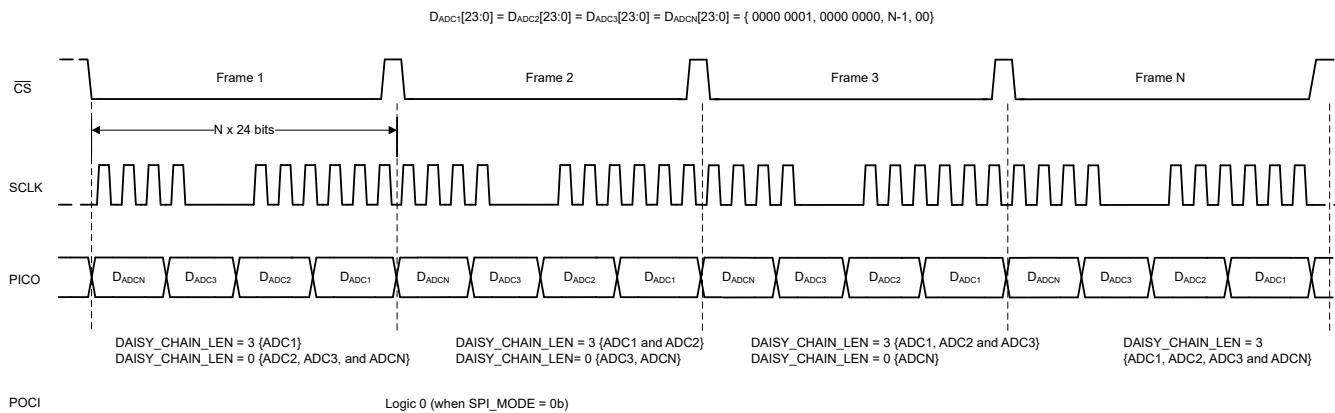 DADC1[23:0] = DADC2[23:0] = DADC3[23:0] = DADCN[23:0] = { 0000 0001, 0000 0000, N-1, 00}
CS
Frame 1
Frame 2
Frame 3
Frame N
N x 24 bits
SCLK
PICO
DADCN DADC3 DADC2 DADC1 DADCN DADC3 DADC2 DADC1 DADCN DADC3 DADC2 DADC1 DADCN DADC3 DADC2 DADC1
DAISY_CHAIN_LEN = 3 {ADC1}
DAISY_CHAIN_LEN = 0 {ADC2, ADC3, and ADCN}
DAISY_CHAIN_LEN = 3 {ADC1 and ADC2}
DAISY_CHAIN_LEN= 0 {ADC3, ADCN}
DAISY_CHAIN_LEN = 3 {ADC1, ADC2 and ADC3}
DAISY_CHAIN_LEN = 0 {ADCN}
DAISY_CHAIN_LEN = 3
{ADC1, ADC2, ADC3 and ADCN}
POCI
Logic 0 (when SPI_MODE = 0b)